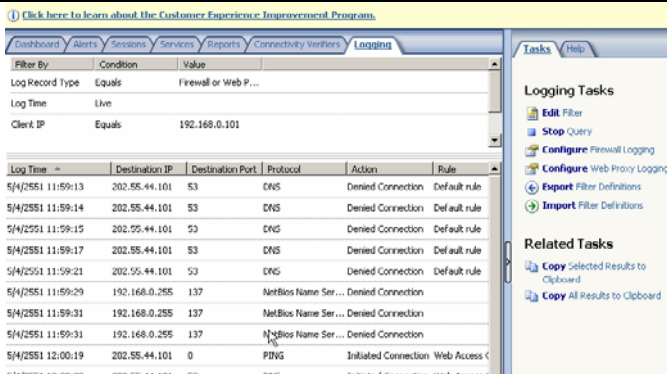 Click here to learn about the Customer Experience Improvement Program.
Dashboard Alerts Sessions Services Reports Connectivity Verifiers Logging
Filter By Condition Value
Log Record Type Equals Firewall or Web P...
Log Time Live
Client IP Equals 192.168.0.101
Log Time Destination IP Destination Port Protocol Action Rule
5/4/2551 11:59:13 202.55.44.101 53 DNS Denied Connection Default rule
5/4/2551 11:59:14 202.55.44.101 53 DNS Denied Connection Default rule
5/4/2551 11:59:15 202.55.44.101 53 DNS Denied Connection Default rule
5/4/2551 11:59:17 202.55.44.101 53 DNS Denied Connection Default rule
5/4/2551 11:59:21 202.55.44.101 53 DNS Denied Connection Default rule
5/4/2551 11:59:29 192.168.0.255 137 NetBios Name Ser... Denied Connection
5/4/2551 11:59:31 192.168.0.255 137 NetBios Name Ser... Denied Connection
5/4/2551 11:59:31 192.168.0.255 137 NetBios Name Ser... Denied Connection
5/4/2551 12:00:19 202.55.44.101 0 PING Initiated Connection Web Access
Tasks Help
Logging Tasks
Edit Filter
Stop Query
Configure Firewall Logging
Configure Web Proxy Logging
Export Filter Definitions
Import Filter Definitions
Related Tasks
Copy Selected Results to
Clipboard
Copy All Results to Clipboard